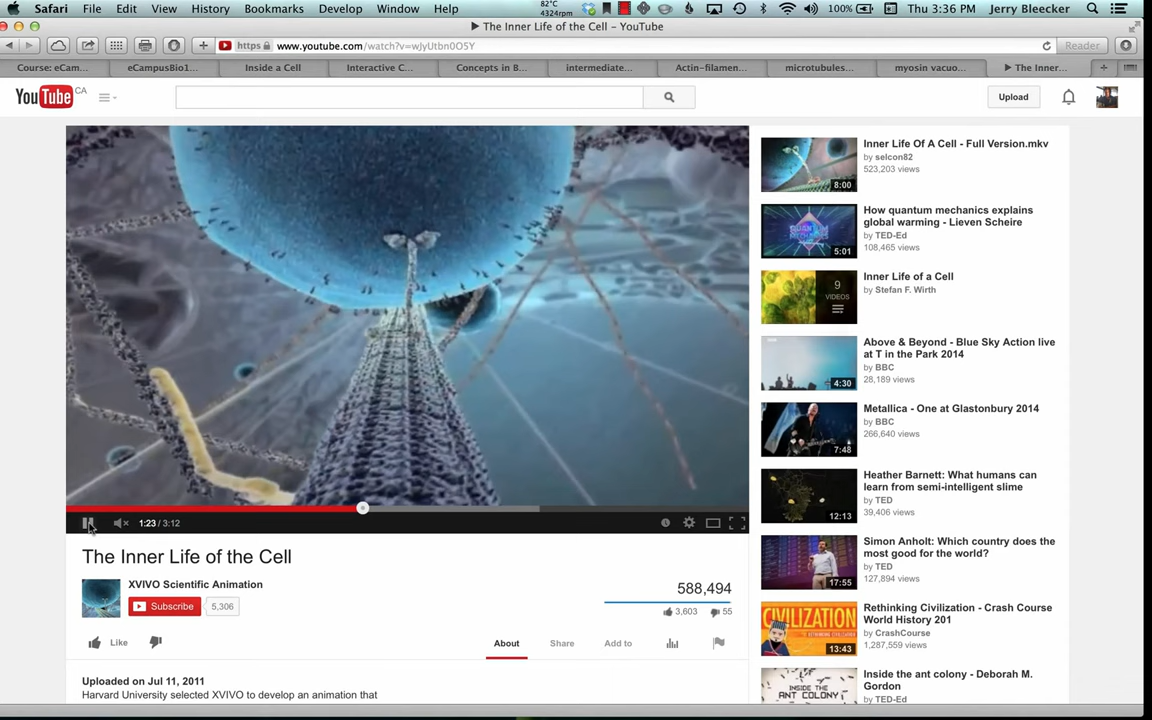 Safari File Edit View History Bookmarks Develop Window Help 82°C 4324rpm 100% Thu 3:36 PM Jerry Bleecker
The Inner Life of the Cell - YouTube
https www.youtube.com/watch?v=wJyUtbn0O5Y Reader
Course: eCam... eCampusBio1... Inside a Cell Interactive C... Concepts in B... intermediate... Actin-filamen... microtubules... myosin vacuo... ▶ The Inner...
YouTube CA Upload
Inner Life Of A Cell - Full Version.mkv
by selcon82
523,203 views
8:00
How quantum mechanics explains
global warming - Lieven Scheire
by TED-Ed
108,465 views
5:01
Inner Life of a Cell
by Stefan F. Wirth
9
VIDEOS
Above & Beyond - Blue Sky Action live
at T in the Park 2014
by BBC
28,189 views
4:30
Metallica - One at Glastonbury 2014
by BBC
266,640 views
7:48
Heather Barnett: What humans can
learn from semi-intelligent slime
by TED
39,406 views
12:13
Simon Anholt: Which country does the
most good for the world?
by TED
127,894 views
17:55
Rethinking Civilization - Crash Course
World History 201
by CrashCourse
1,287,559 views
CIVILIZATION
13:43
Inside the ant colony - Deborah M.
Gordon
by TED-Ed
INSIDE THE
ANT COLONY
1:23 / 3:12
The Inner Life of the Cell
XVIVO Scientific Animation
Subscribe 5,306
588,494
3,603 55
Like About Share Add to
Uploaded on Jul 11, 2011
Harvard University selected XVIVO to develop an animation that